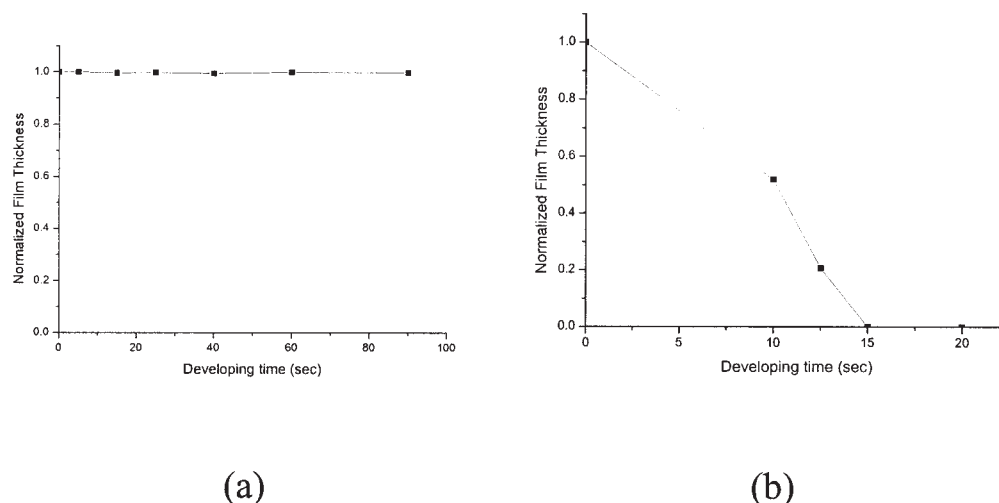 1.0
0.8
0.6
0.4
0.2
0.0
Normalized Film Thickness
0 20 40 60 80 100
Developing time (sec)
(a)
1.0
0.8
0.6
0.4
0.2
0.0
Normalized Film Thickness
0 5 10 15 20
Developing time (sec)
(b)